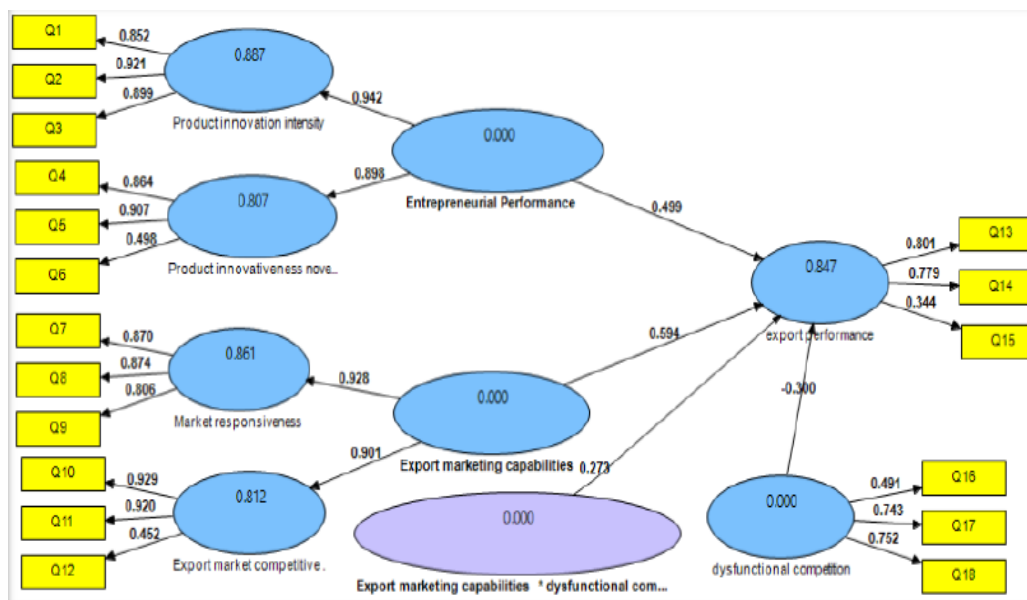 Q1
0.852
0.887
Q2
0.921
0.899
Q3
Product innovation intensity
0.942
0.000
Entrepreneurial Performance
Q4
0.864
0.898
0.807
Q5
0.907
0.498
Q6
Product innovativeness nove...
0.499
Q13
0.801
0.847
0.779
Q14
0.344
export performance
Q15
Q7
0.870
0.861
Q8
0.874
0.806
Q9
Market responsiveness
0.928
0.594
0.000
Export marketing capabilities
-0.300
0.273
Q10
0.929
0.901
0.812
Q11
0.920
0.452
Q12
Export market competitive .
0.000
Export marketing capabilities * dysfunctional com...
Q16
0.491
0.000
0.743
Q17
0.752
dysfunctional competition
Q18